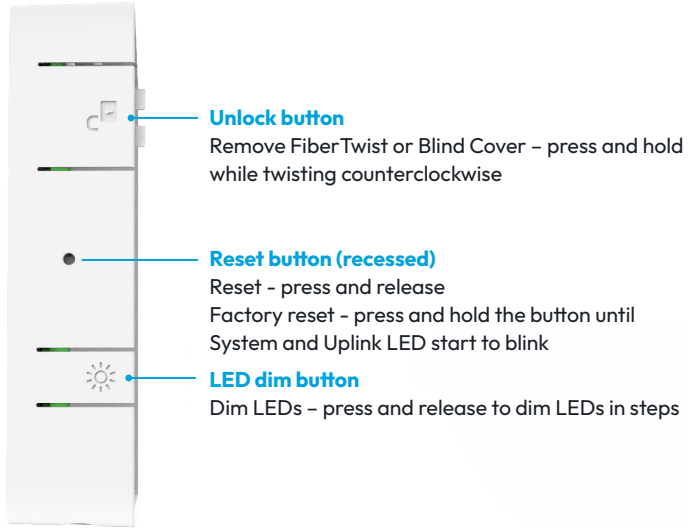 Unlock button
Remove FiberTwist or Blind Cover – press and hold
while twisting counterclockwise
Reset button (recessed)
Reset - press and release
Factory reset - press and hold the button until
System and Uplink LED start to blink
LED dim button
Dim LEDs – press and release to dim LEDs in steps